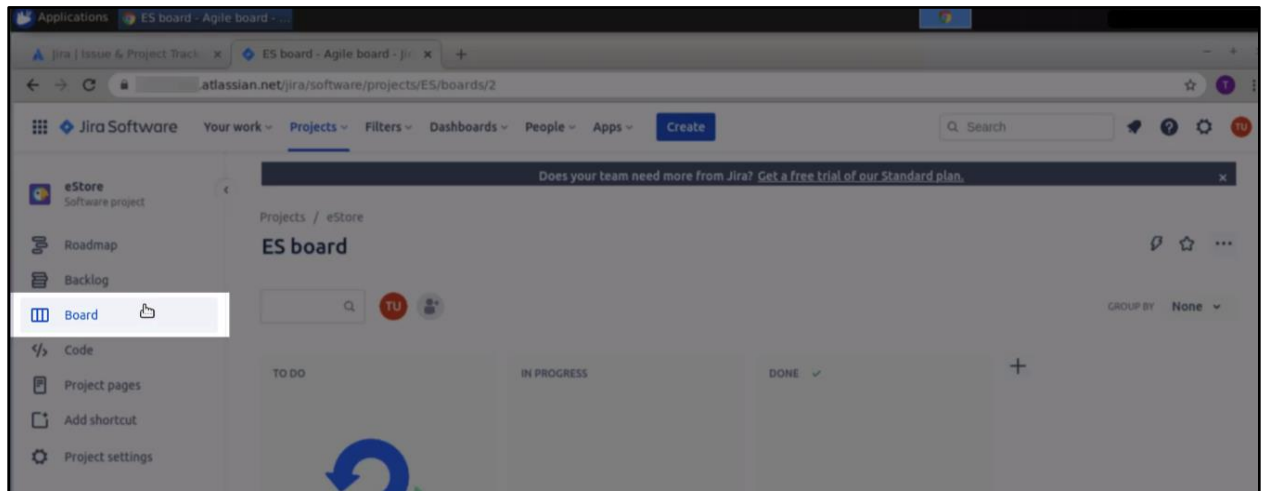 Applications ES board - Agile board - ...
Jira | Issue & Project Track × ES board - Agile board - Jir × +
.atlassian.net/jira/software/projects/ES/boards/2 T
Jira Software Your work Projects Filters Dashboards People Apps Create Search TU
Does your team need more from Jira? Get a free trial of our Standard plan. ×
eStore
Software project
Projects / eStore
Roadmap
ES board
Backlog
Board
TU
GROUP BY None
Code
TO DO
IN PROGRESS
DONE
Project pages
Add shortcut
Project settings